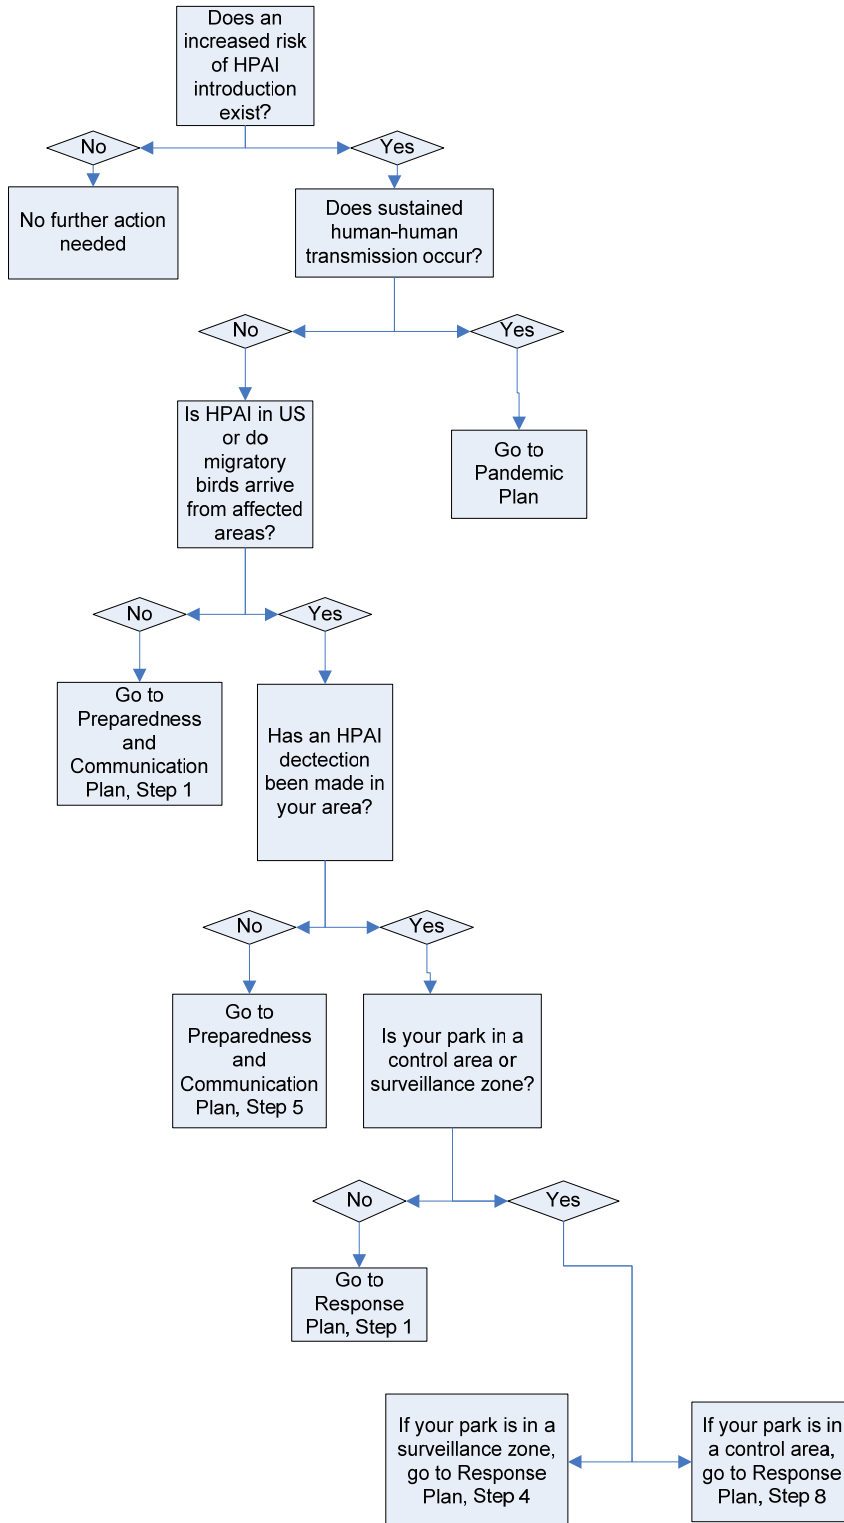 Does an
increased risk
of HPAI
introduction
exist?
No
Yes
No further action
needed
Does sustained
human-human
transmission occur?
No
Yes
Is HPAI in US
or do
migratory
birds arrive
from affected
areas?
Go to
Pandemic
Plan
No
Yes
Go to
Preparedness
and
Communication
Plan, Step 1
Has an HPAI
dectection
been made in
your area?
No
Yes
Go to
Preparedness
and
Communication
Plan, Step 5
Is your park in a
control area or
surveillance zone?
No
Yes
Go to
Response
Plan, Step 1
If your park is in a
surveillance zone,
go to Response
Plan, Step 4
If your park is in
a control area,
go to Response
Plan, Step 8